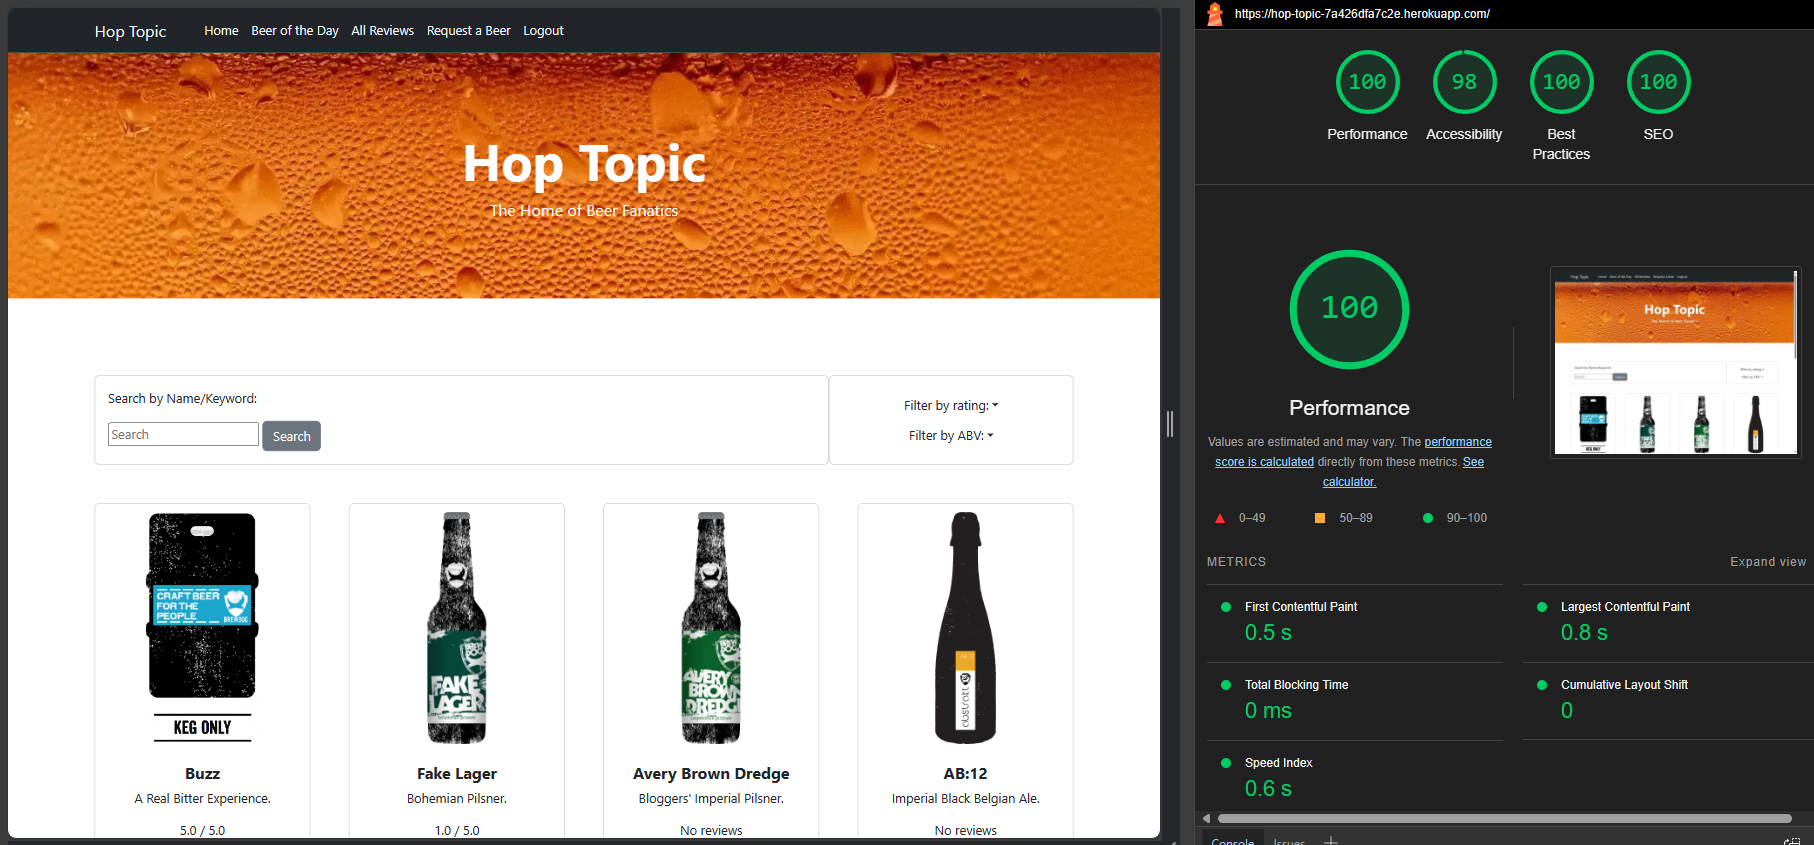 Hop Topic
Home Beer of the Day All Reviews Request a Beer Logout
Hop Topic
The Home of Beer Fanatics
Search by Name/Keyword:
Search
Search
Filter by rating:
Filter by ABV:
CRAFT BEER
FOR THE
PEOPLE
BREWDOG
KEG ONLY
FAKE
LAGER
AVERY
BROWN
DREDGE
abstrakt
Buzz
A Real Bitter Experience.
5.0 / 5.0
Fake Lager
Bohemian Pilsner.
1.0 / 5.0
Avery Brown Dredge
Bloggers' Imperial Pilsner.
No reviews
AB:12
Imperial Black Belgian Ale.
No reviews
https://hop-topic-7a426dfa7c2e.herokuapp.com/
100
Performance
98
Accessibility
100
Best
Practices
100
SEO
100
Performance
Values are estimated and may vary. The performance
score is calculated directly from these metrics. See
calculator.
0–49
50–89
90–100
Hop Topic
METRICS
Expand view
First Contentful Paint
0.5 s
Largest Contentful Paint
0.8 s
Total Blocking Time
0 ms
Cumulative Layout Shift
0
Speed Index
0.6 s
Console
Issues